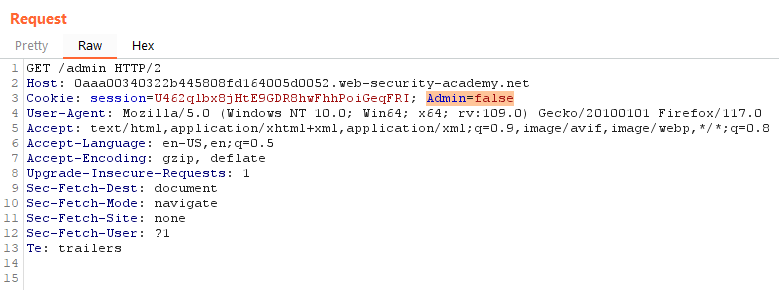 Request
Pretty Raw Hex
1 GET /admin HTTP/2
2 Host: 0aaa00340322b445808fd164005d0052.web-security-academy.net
3 Cookie: session=U462qlbx8jHtE9GDR8hwFhhPoiGeqFRI; Admin=false
4 User-Agent: Mozilla/5.0 (Windows NT 10.0; Win64; x64; rv:109.0) Gecko/20100101 Firefox/117.0
5 Accept: text/html,application/xhtml+xml,application/xml;q=0.9,image/avif,image/webp,*/*;q=0.8
6 Accept-Language: en-US,en;q=0.5
7 Accept-Encoding: gzip, deflate
8 Upgrade-Insecure-Requests: 1
9 Sec-Fetch-Dest: document
10 Sec-Fetch-Mode: navigate
11 Sec-Fetch-Site: none
12 Sec-Fetch-User: ?1
13 Te: trailers
14
15